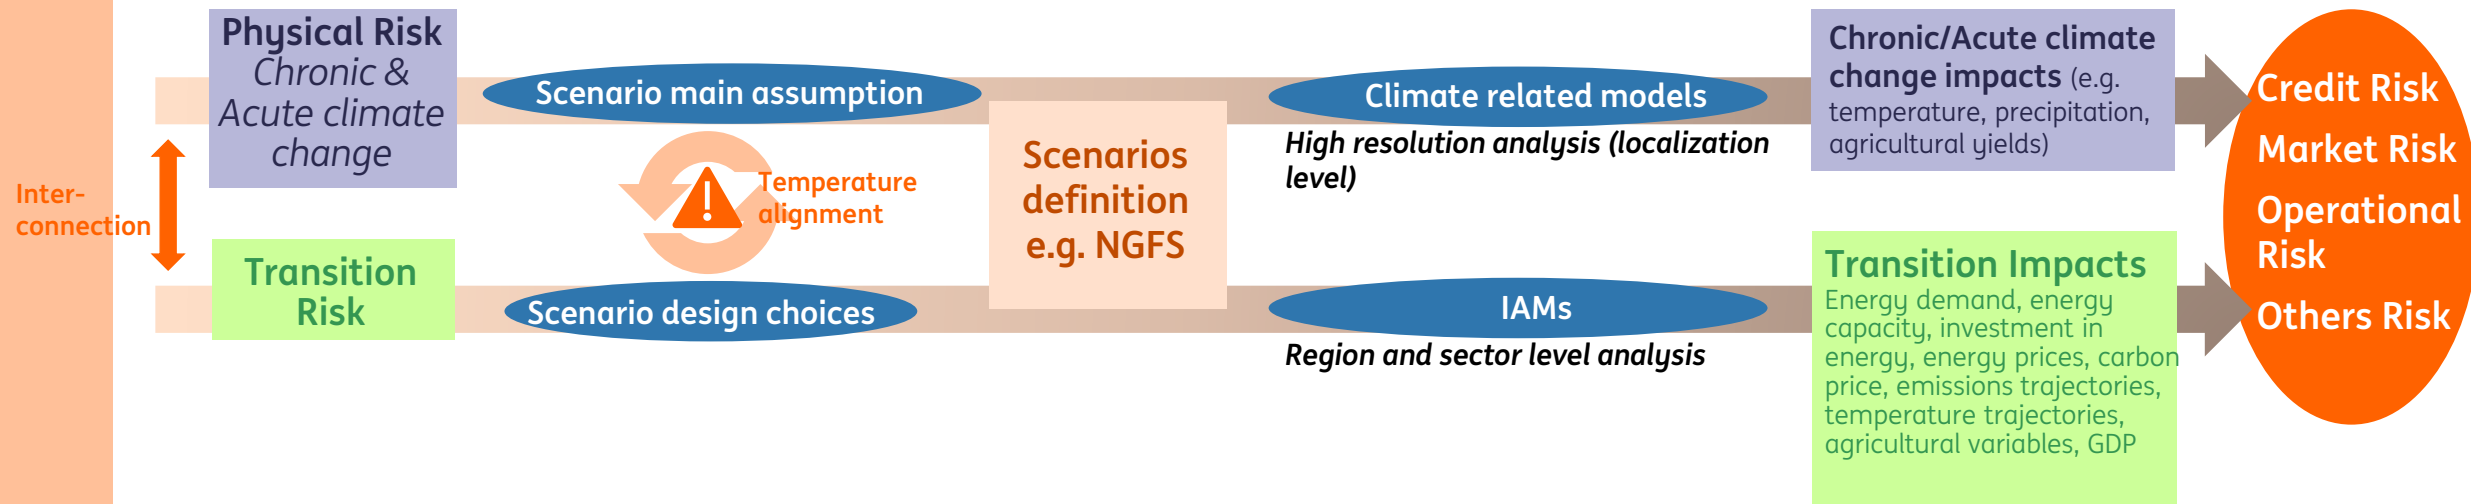 Inter-
connection
Physical Risk
Chronic &
Acute climate
change
Transition
Risk
Scenario main assumption
Temperature
alignment
Scenario design choices
Scenarios
definition
e.g. NGFS
Climate related models
High resolution analysis (localization
level)
IAMs
Region and sector level analysis
Chronic/Acute climate
change impacts (e.g.
temperature, precipitation,
agricultural yields)
Transition Impacts
Energy demand, energy
capacity, investment in
energy, energy prices, carbon
price, emissions trajectories,
temperature trajectories,
agricultural variables, GDP
Credit Risk
Market Risk
Operational
Risk
Others Risk